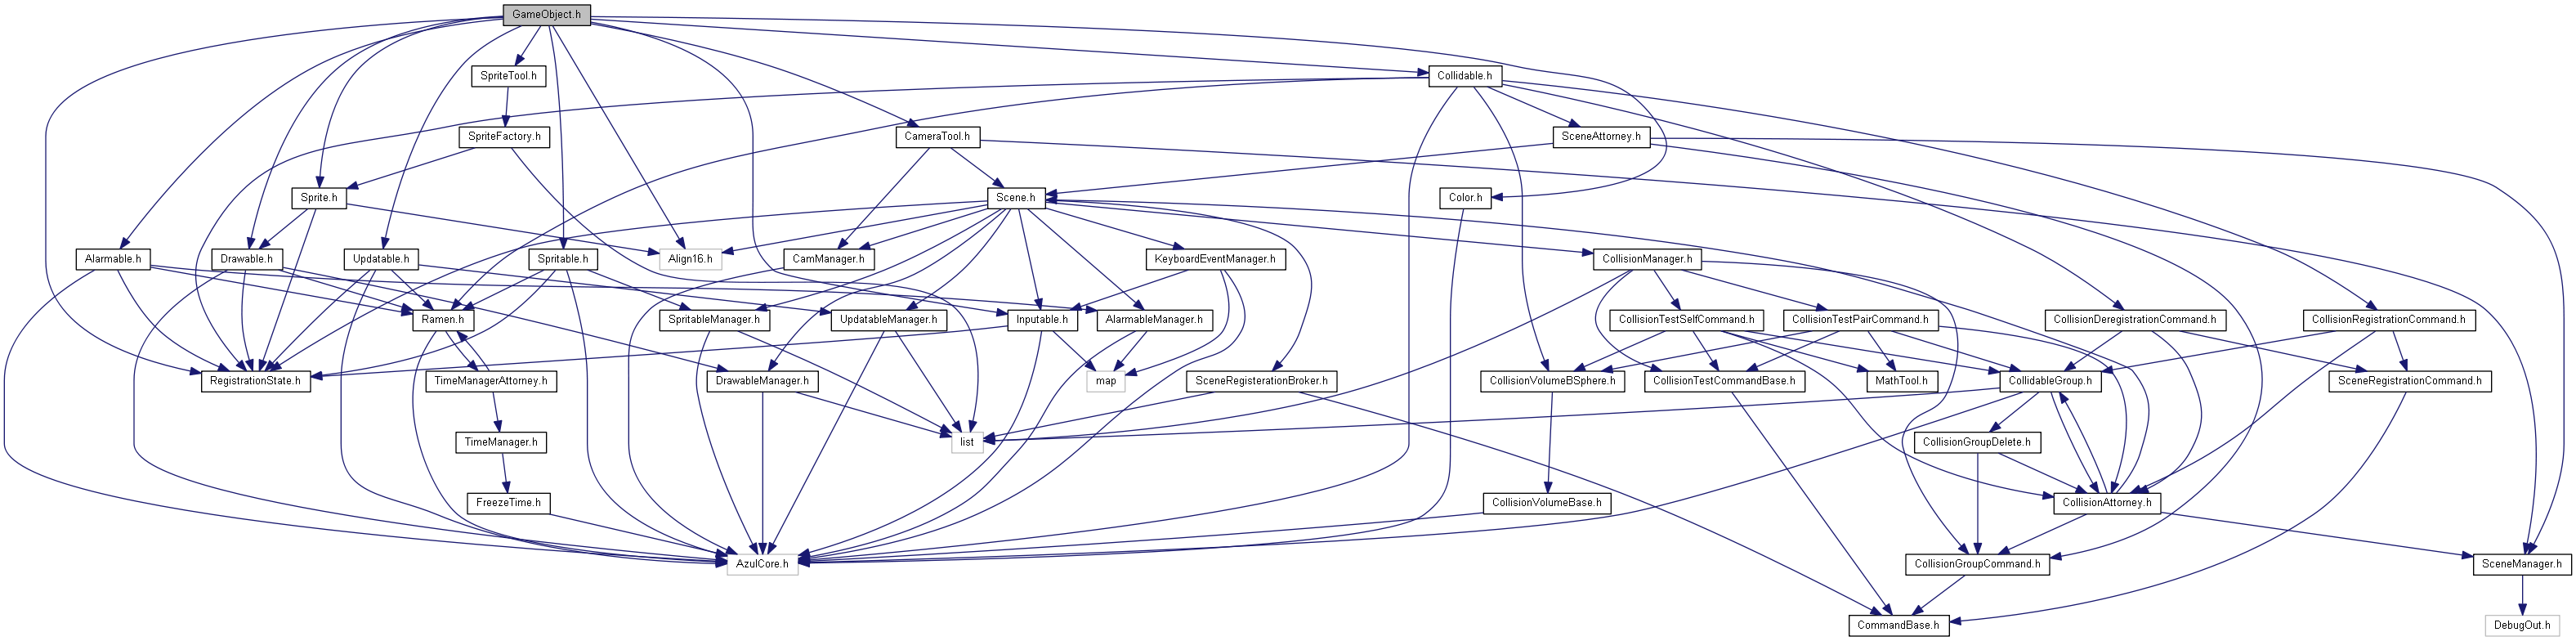 GameObject.h
SpriteTool.h
Collidable.h
SpriteFactory.h
CameraTool.h
SceneAttorney.h
Sprite.h
Scene.h
Color.h
Alarmable.h
Drawable.h
Updatable.h
Spritable.h
Align16.h
CamManager.h
KeyboardEventManager.h
CollisionManager.h
Ramen.h
SpritableManager.h
UpdatableManager.h
Inputable.h
AlarmableManager.h
CollisionTestSelfCommand.h
CollisionTestPairCommand.h
CollisionDeregistrationCommand.h
CollisionRegistrationCommand.h
RegistrationState.h
TimeManagerAttorney.h
DrawableManager.h
map
SceneRegisterationBroker.h
CollisionVolumeBSphere.h
CollisionTestCommandBase.h
MathTool.h
CollidableGroup.h
SceneRegistrationCommand.h
TimeManager.h
list
CollisionGroupDelete.h
FreezeTime.h
CollisionVolumeBase.h
CollisionAttorney.h
AzulCore.h
CollisionGroupCommand.h
SceneManager.h
CommandBase.h
DebugOut.h